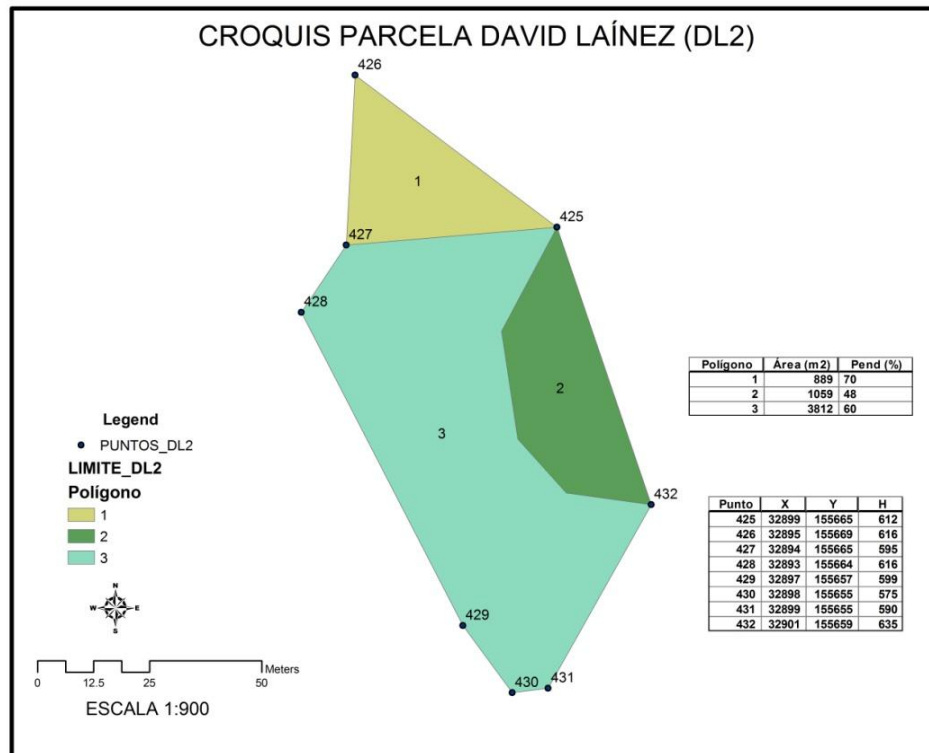 CROQUIS PARCELA DAVID LAÍNEZ (DL2)
426
1
425
427
428
2
3
432
429
430
431
Polígono Área (m2) Pend (%)
1 889 70
2 1059 48
3 3812 60
Punto X Y H
425 32899 155665 612
426 32895 155669 616
427 32894 155665 595
428 32893 155664 616
429 32897 155657 599
430 32898 155655 575
431 32899 155655 590
432 32901 155659 635
Legend
PUNTOS_DL2
LIMITE_DL2
Polígono
1
2
3
N
W E
S
Meters
0 12.5 25 50
ESCALA 1:900